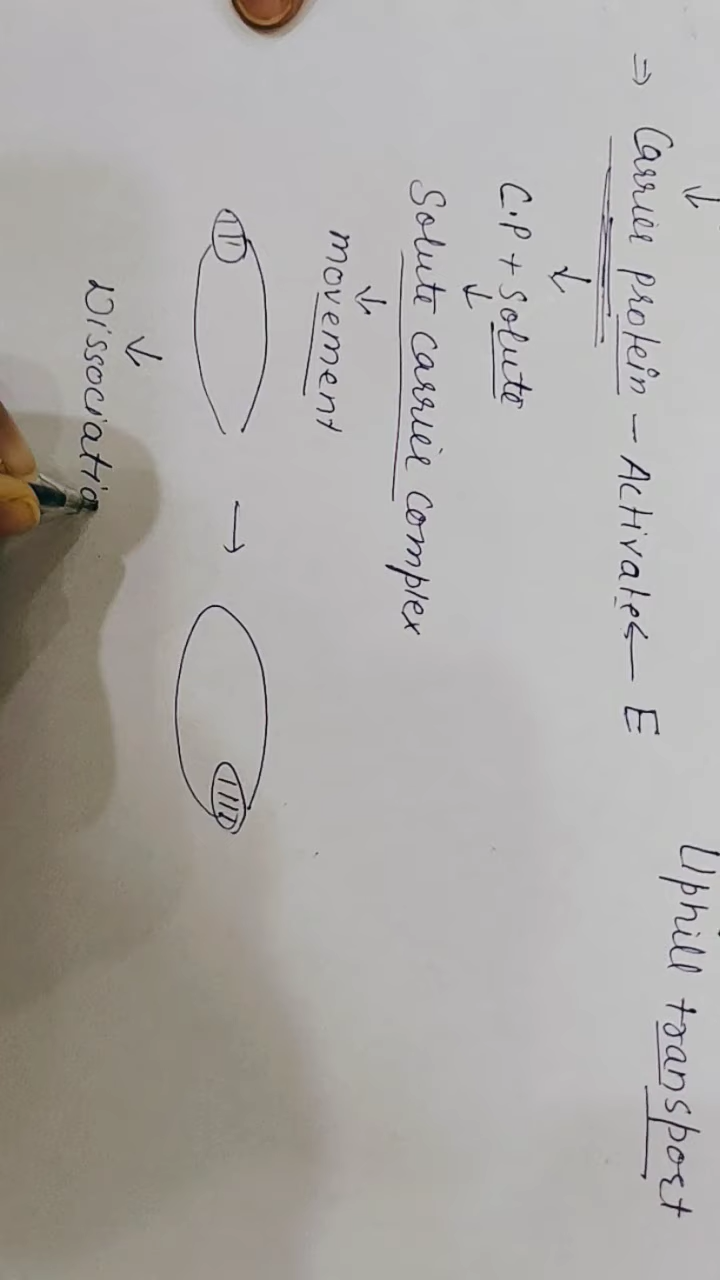 Uphill transport
↓
⇒ Carrier protein – Activates ← E
↓
C.P + Solute
↓
Solute carrier complex
↓
movement
→
↓
Dissociatio